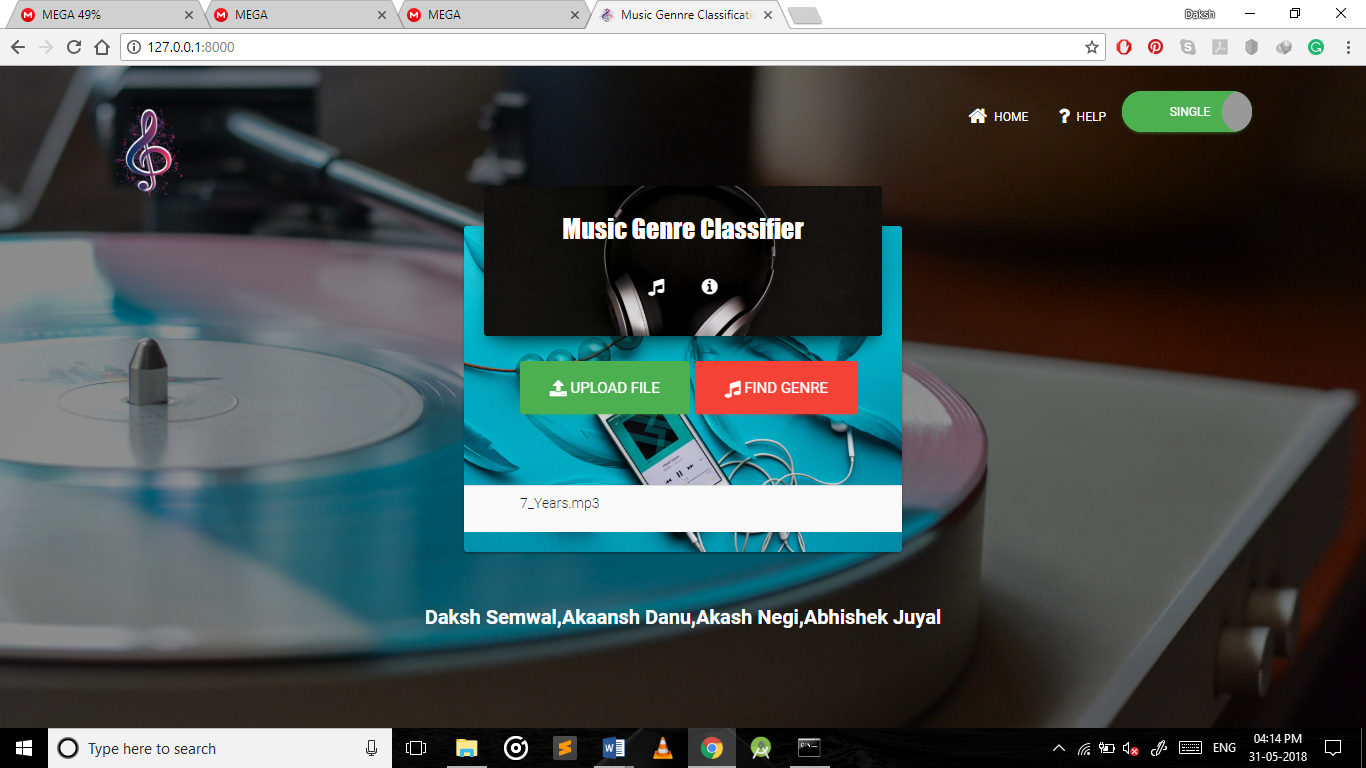 MEGA 49%
MEGA
MEGA
Music Gennre Classificati
Daksh
127.0.0.1:8000
HOME
HELP
SINGLE
Music Genre Classifier
UPLOAD FILE
FIND GENRE
7_Years.mp3
Daksh Semwal,Akaansh Danu,Akash Negi,Abhishek Juyal
Type here to search
ENG
04:14 PM
31-05-2018